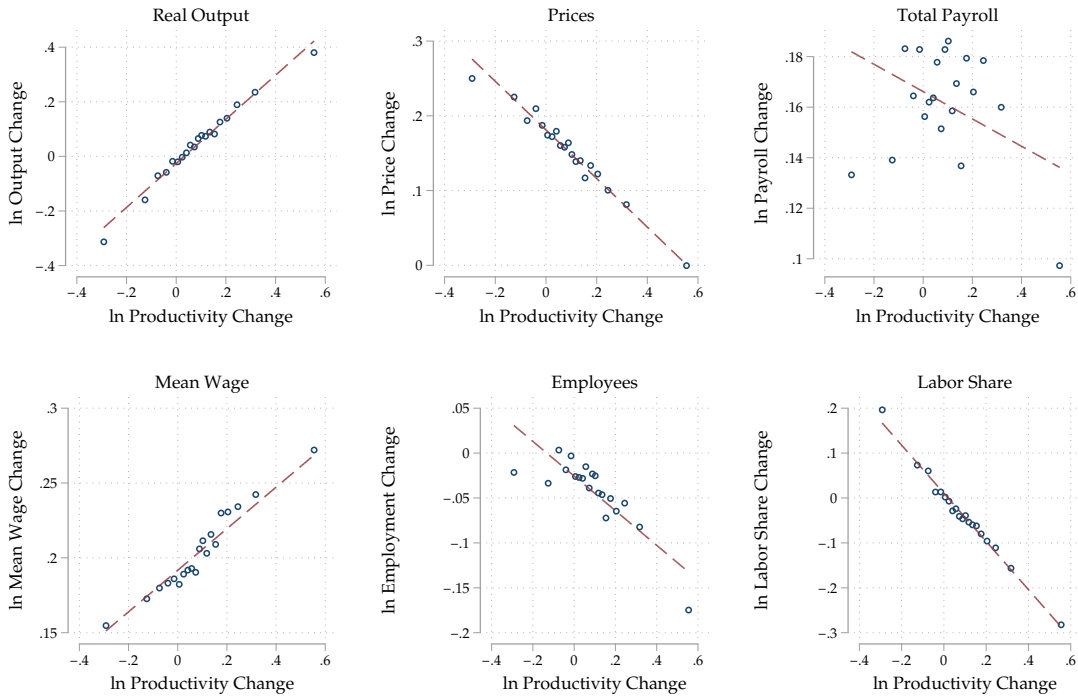 Real Output
ln Output Change
.4
.2
0
−.2
−.4
−.4 −.2 0 .2 .4 .6
ln Productivity Change
Prices
ln Price Change
.3
.2
.1
0
−.4 −.2 0 .2 .4 .6
ln Productivity Change
Total Payroll
ln Payroll Change
.18
.16
.14
.12
.1
−.4 −.2 0 .2 .4 .6
ln Productivity Change
Mean Wage
ln Mean Wage Change
.3
.25
.2
.15
−.4 −.2 0 .2 .4 .6
ln Productivity Change
Employees
ln Employment Change
.05
0
−.05
−.1
−.15
−.2
−.4 −.2 0 .2 .4 .6
ln Productivity Change
Labor Share
ln Labor Share Change
.2
.1
0
−.1
−.2
−.3
−.4 −.2 0 .2 .4 .6
ln Productivity Change